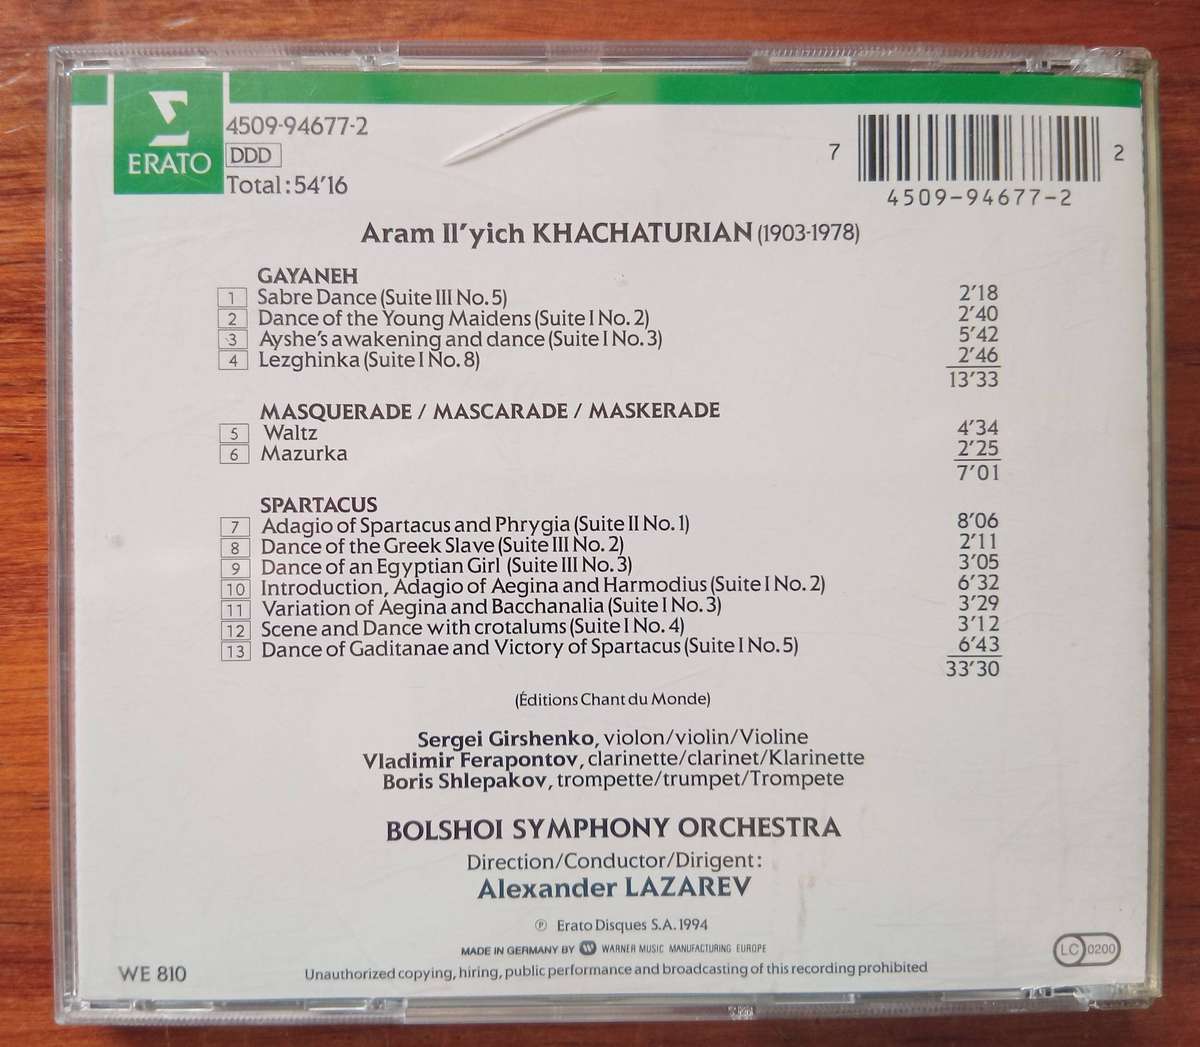 ERATO
4509-94677-2
DDD
Total : 54'16
7 4509-94677-2 2
Aram Il'yich KHACHATURIAN (1903-1978)
GAYANEH
1 Sabre Dance (Suite III No. 5) 2'18
2 Dance of the Young Maidens (Suite I No. 2) 2'40
3 Ayshe's awakening and dance (Suite I No. 3) 5'42
4 Lezghinka (Suite I No. 8) 2'46
13'33
MASQUERADE / MASCARADE / MASKERADE
5 Waltz 4'34
6 Mazurka 2'25
7'01
SPARTACUS
7 Adagio of Spartacus and Phrygia (Suite II No. 1) 8'06
8 Dance of the Greek Slave (Suite III No. 2) 2'11
9 Dance of an Egyptian Girl (Suite III No. 3) 3'05
10 Introduction, Adagio of Aegina and Harmodius (Suite I No. 2) 6'32
11 Variation of Aegina and Bacchanalia (Suite I No. 3) 3'29
12 Scene and Dance with crotalums (Suite I No. 4) 3'12
13 Dance of Gaditanae and Victory of Spartacus (Suite I No. 5) 6'43
33'30
(Éditions Chant du Monde)
Sergei Girshenko, violon/violin/Violine
Vladimir Ferapontov, clarinette/clarinet/Klarinette
Boris Shlepakov, trompette/trumpet/Trompete
BOLSHOI SYMPHONY ORCHESTRA
Direction/Conductor/Dirigent :
Alexander LAZAREV
℗ Erato Disques S.A. 1994
MADE IN GERMANY BY WARNER MUSIC MANUFACTURING EUROPE
LC 0200
WE 810
Unauthorized copying, hiring, public performance and broadcasting of this recording prohibited